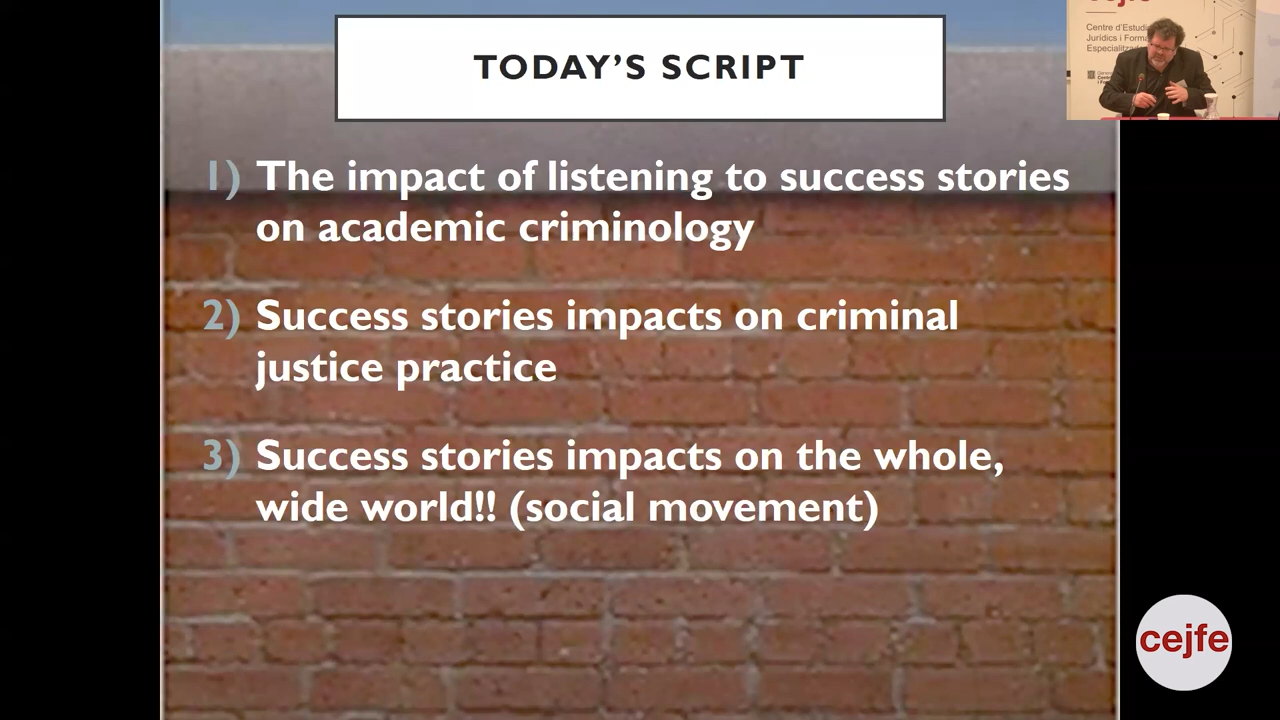 TODAY'S SCRIPT
1) The impact of listening to success stories
on academic criminology
2) Success stories impacts on criminal
justice practice
3) Success stories impacts on the whole,
wide world!! (social movement)
cejfe
Centre d'Estudis
Jurídics i Forma
Especialitza
cejfe